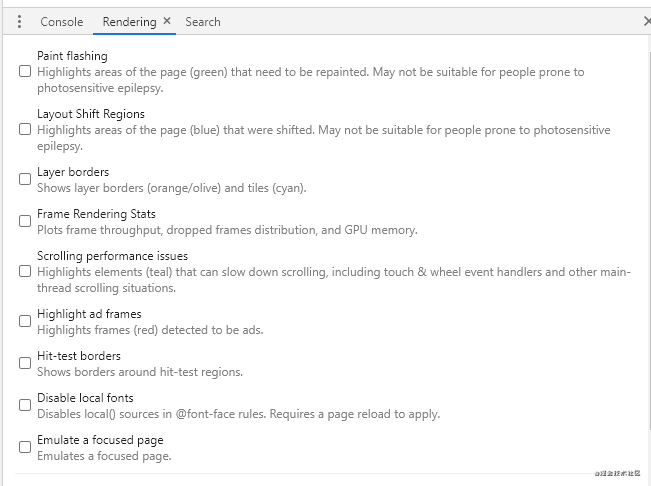 Console Rendering Search
Paint flashing
Highlights areas of the page (green) that need to be repainted. May not be suitable for people prone to
photosensitive epilepsy.
Layout Shift Regions
Highlights areas of the page (blue) that were shifted. May not be suitable for people prone to photosensitive
epilepsy.
Layer borders
Shows layer borders (orange/olive) and tiles (cyan).
Frame Rendering Stats
Plots frame throughput, dropped frames distribution, and GPU memory.
Scrolling performance issues
Highlights elements (teal) that can slow down scrolling, including touch & wheel event handlers and other main-
thread scrolling situations.
Highlight ad frames
Highlights frames (red) detected to be ads.
Hit-test borders
Shows borders around hit-test regions.
Disable local fonts
Disables local() sources in @font-face rules. Requires a page reload to apply.
Emulate a focused page
Emulates a focused page.
@稀土掘金技术社区